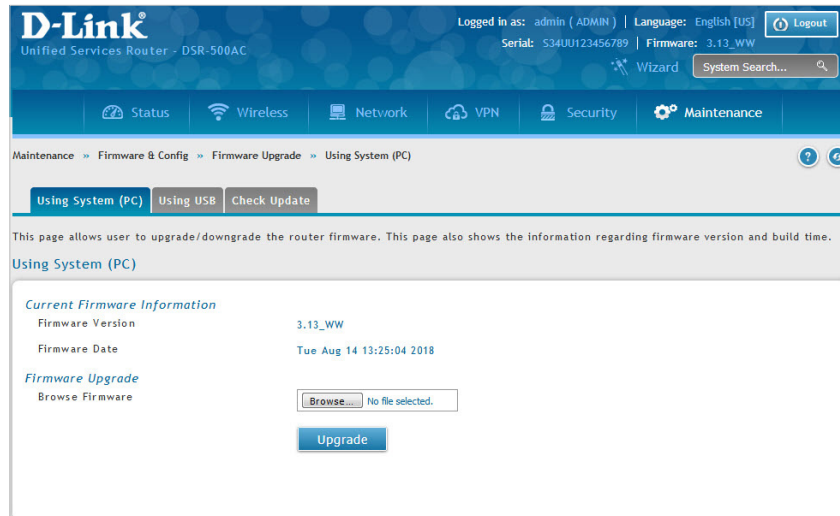 D-Link®
Unified Services Router - DSR-500AC
Logged in as: admin ( ADMIN ) | Language: English [US]
Logout
Serial: S34UU123456789 | Firmware: 3.13_WW
Wizard
System Search...
Status
Wireless
Network
VPN
Security
Maintenance
Maintenance » Firmware & Config » Firmware Upgrade » Using System (PC)
?
Using System (PC)
Using USB
Check Update
This page allows user to upgrade/downgrade the router firmware. This page also shows the information regarding firmware version and build time.
Using System (PC)
Current Firmware Information
Firmware Version
3.13_WW
Firmware Date
Tue Aug 14 13:25:04 2018
Firmware Upgrade
Browse Firmware
Browse... No file selected.
Upgrade